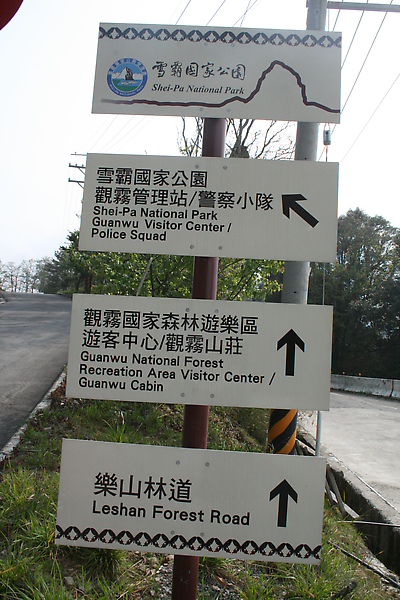 雪霸國家公園
Shei-Pa National Park
雪霸國家公園
觀霧管理站/警察小隊
Shei-Pa National Park
Guanwu Visitor Center /
Police Squad
觀霧國家森林遊樂區
遊客中心/觀霧山莊
Guanwu National Forest
Recreation Area Visitor Center /
Guanwu Cabin
樂山林道
Leshan Forest Road